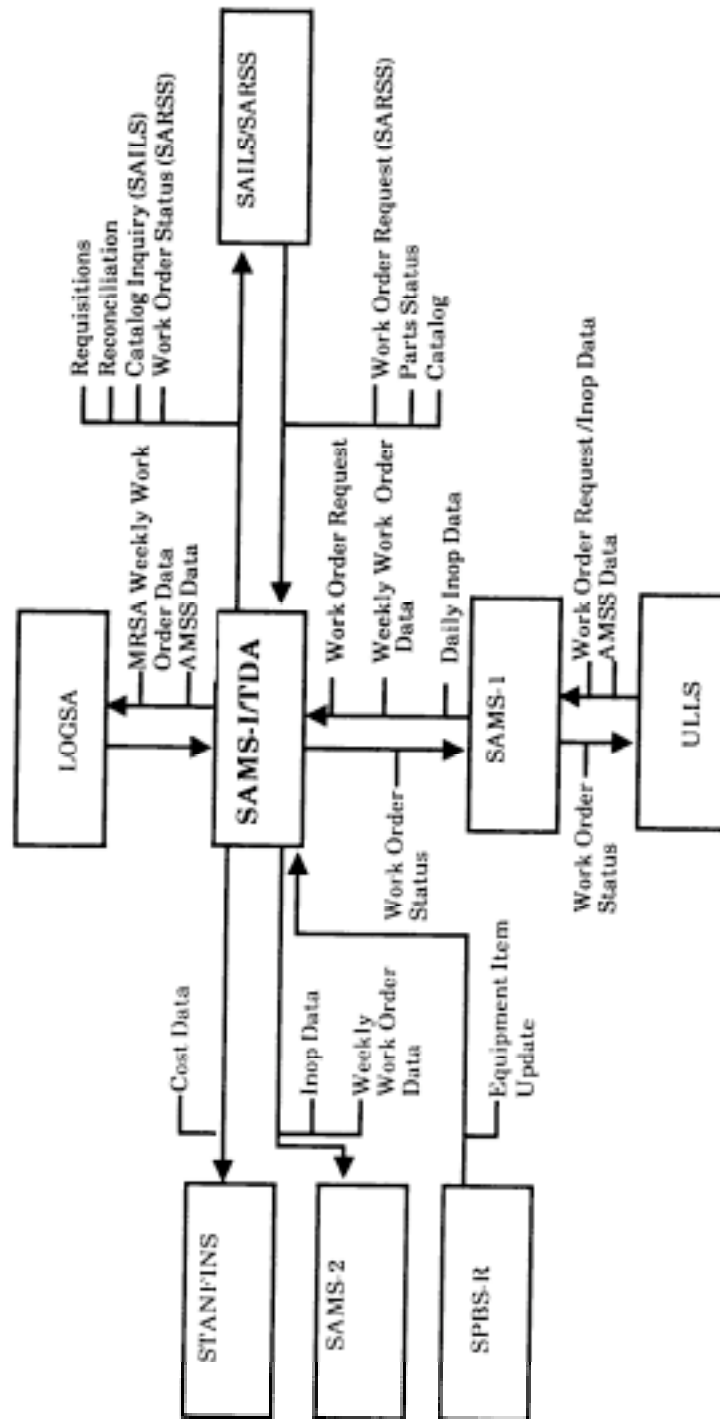 LOGSA
MRSA Weekly Work
Order Data
AMSS Data
Requisitions
Reconciliation
Catalog Inquiry (SAILS)
Work Order Status (SARSS)
STANFINS
Cost Data
SAMS-I/TDA
SAILS/SARSS
SAMS-2
Inop Data
Weekly
Work Order
Data
Work Order
Status
Work Order Request
Weekly Work Order
Data
Daily Inop Data
Work Order Request (SARSS)
Parts Status
Catalog
SPBS-R
Equipment Item
Update
SAMS-1
Work Order
Status
Work Order Request/Inop Data
AMSS Data
ULLS